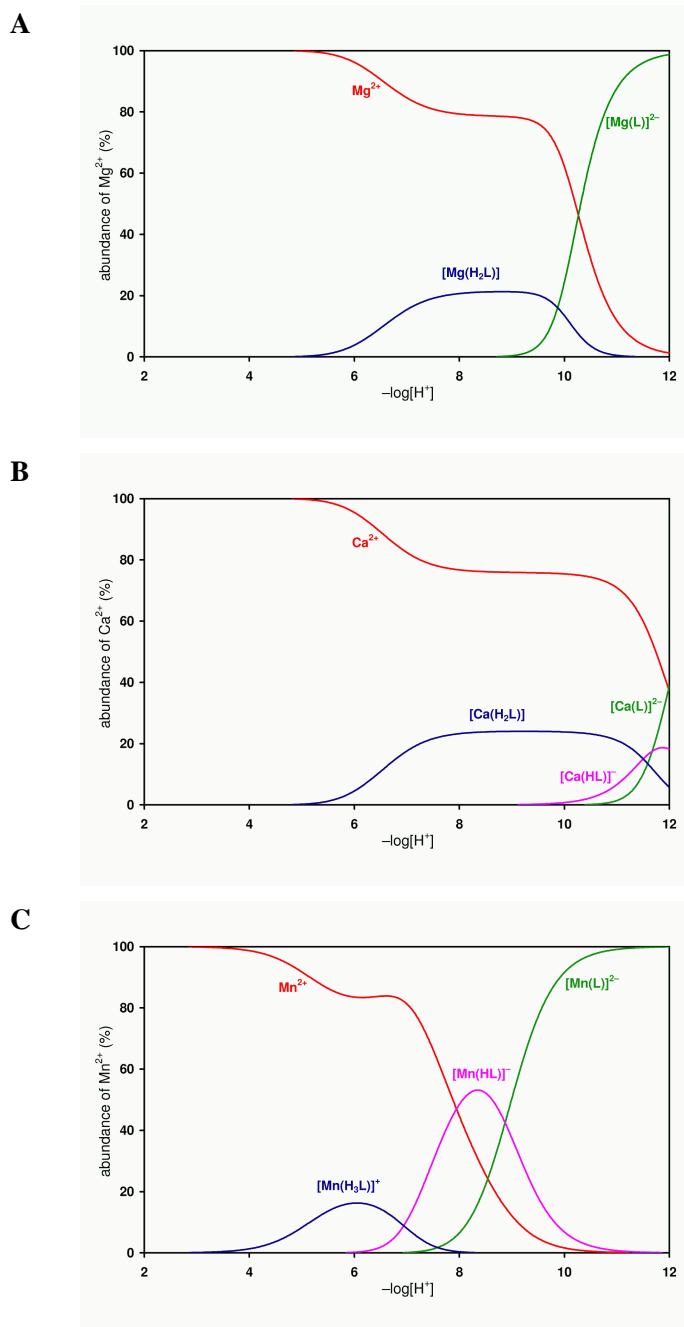 A
abundance of Mg²⁺ (%)
100
80
60
40
20
0
Mg²⁺
[Mg(L)]²⁻
[Mg(H₂L)]
2 4 6 8 10 12
–log[H⁺]
B
abundance of Ca²⁺ (%)
100
80
60
40
20
0
Ca²⁺
[Ca(H₂L)]
[Ca(L)]²⁻
[Ca(HL)]⁻
2 4 6 8 10 12
–log[H⁺]
C
abundance of Mn²⁺ (%)
100
80
60
40
20
0
Mn²⁺
[Mn(L)]²⁻
[Mn(HL)]⁻
[Mn(H₃L)]⁺
2 4 6 8 10 12
–log[H⁺]